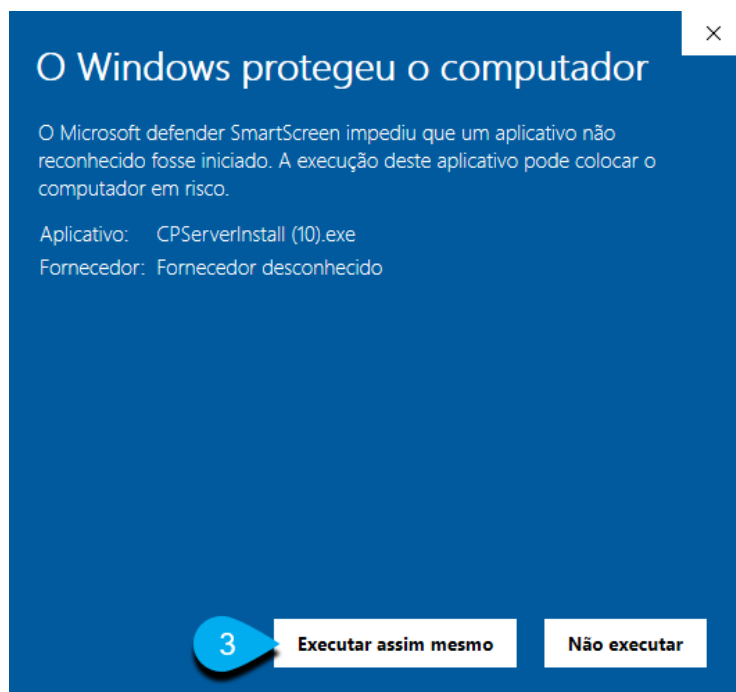 O Windows protegeu o computador
O Microsoft defender SmartScreen impediu que um aplicativo não
reconhecido fosse iniciado. A execução deste aplicativo pode colocar o
computador em risco.
Aplicativo: CPServerInstall (10).exe
Fornecedor: Fornecedor desconhecido
3 Executar assim mesmo Não executar